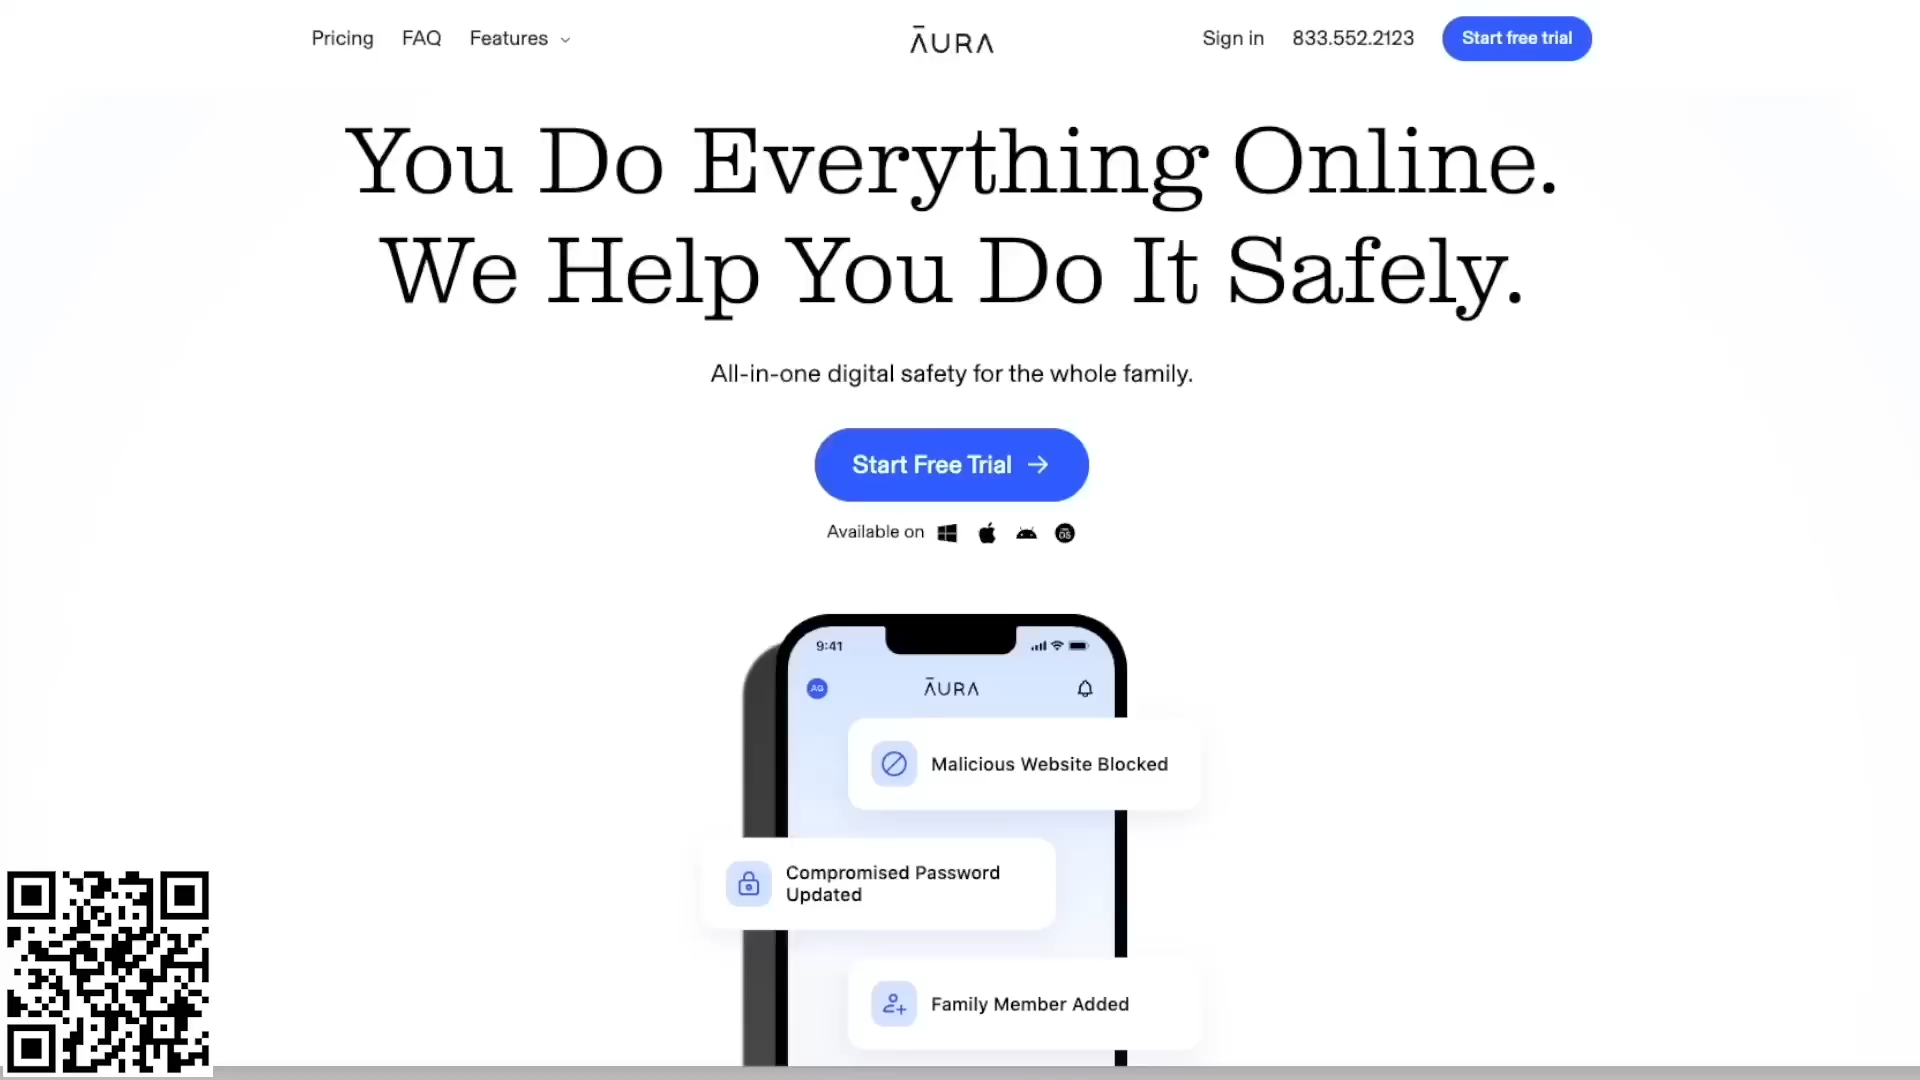 Pricing
FAQ
Features
ĀURA
Sign in
833.552.2123
Start free trial
You Do Everything Online.
We Help You Do It Safely.
All-in-one digital safety for the whole family.
Start Free Trial
Available on
9:41
AG
ĀURA
Malicious Website Blocked
Compromised Password
Updated
Family Member Added